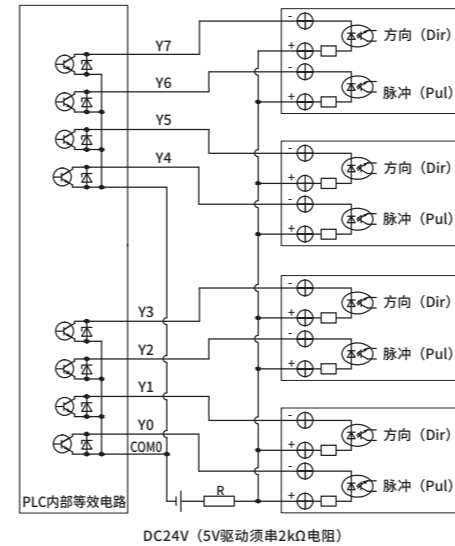 Y7
- 
方向（Dir）
+
Y6
-
脉冲（Pul）
+
Y5
-
方向（Dir）
+
Y4
-
脉冲（Pul）
+
Y3
-
方向（Dir）
+
Y2
-
脉冲（Pul）
+
Y1
-
方向（Dir）
+
Y0
-
COM0
脉冲（Pul）
+
R
PLC内部等效电路
DC24V（5V驱动须串2kΩ电阻）